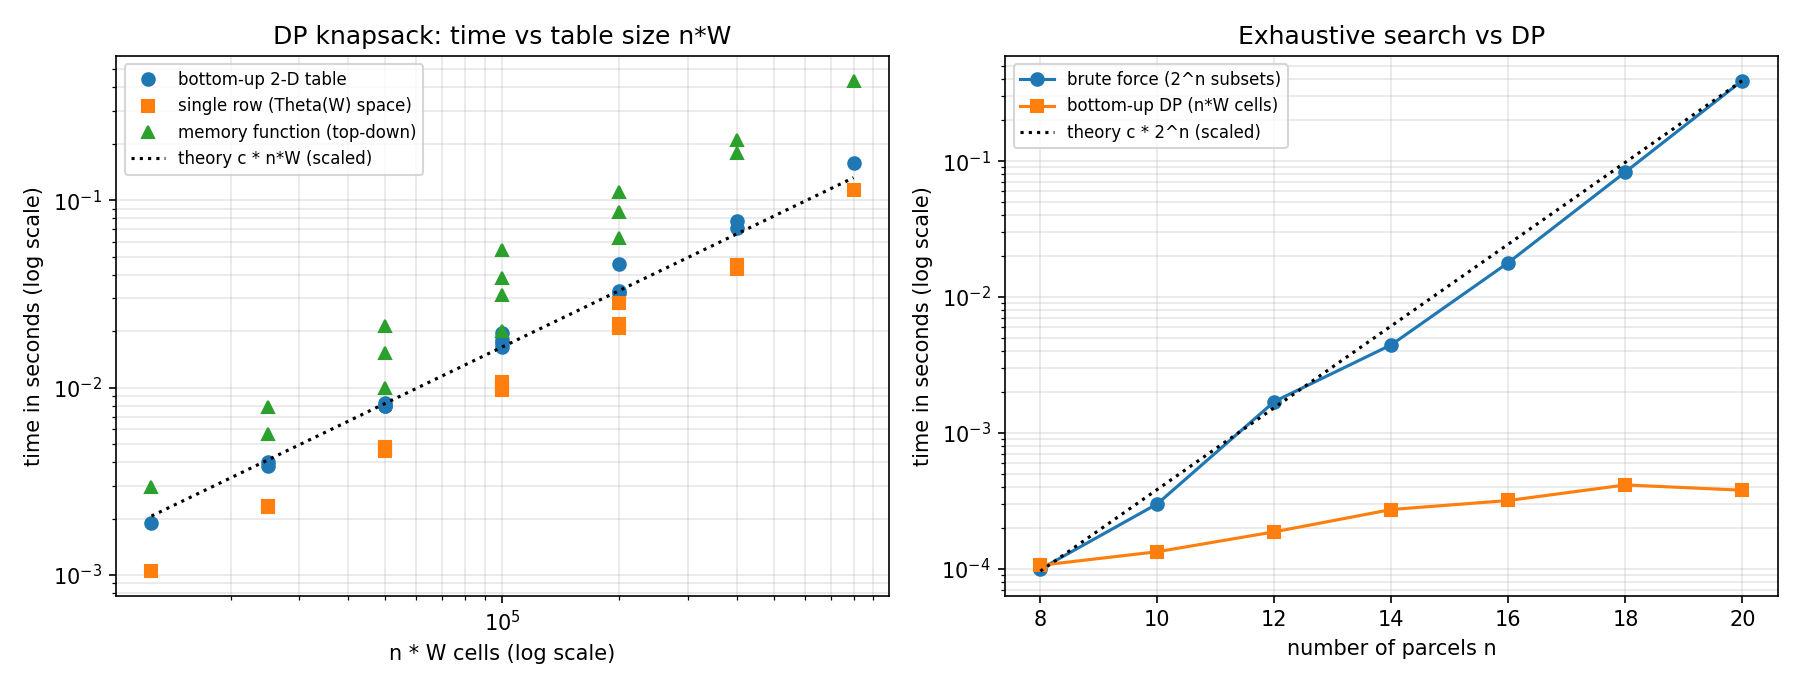 DP knapsack: time vs table size n*W
bottom-up 2-D table
single row (Theta(W) space)
memory function (top-down)
theory c * n*W (scaled)
time in seconds (log scale)
10⁻¹
10⁻²
10⁻³
10⁵
n * W cells (log scale)
Exhaustive search vs DP
brute force (2^n subsets)
bottom-up DP (n*W cells)
theory c * 2^n (scaled)
time in seconds (log scale)
10⁻¹
10⁻²
10⁻³
10⁻⁴
8 10 12 14 16 18 20
number of parcels n